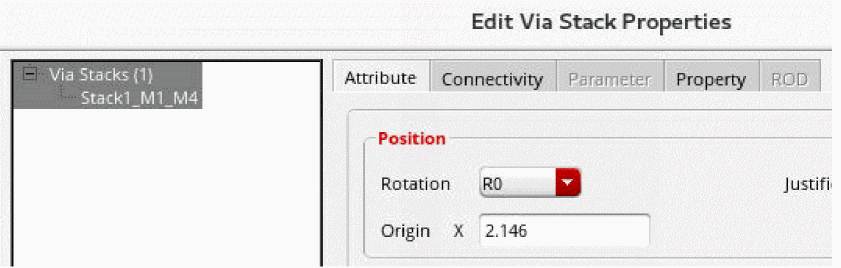 Edit Via Stack Properties
Via Stacks (1)
Stack1_M1_M4
Attribute Connectivity Parameter Property ROD
Position
Rotation R0 Justifi
Origin X 2.146